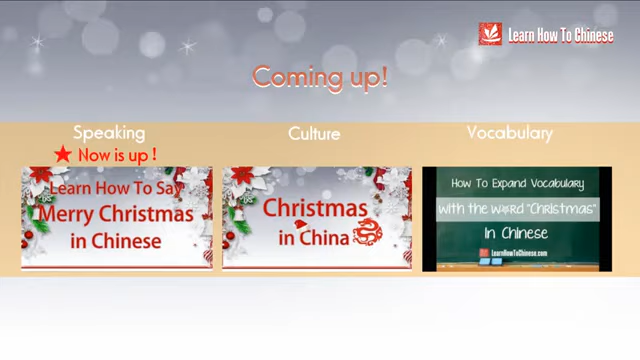 Learn How To Chinese
Coming up!
Speaking
Now is up!
Culture
Vocabulary
Learn How To Say
Merry Christmas
in Chinese
Christmas
in China
How To Expand Vocabulary
with the word "Christmas"
In Chinese
LearnHowToChinese.com